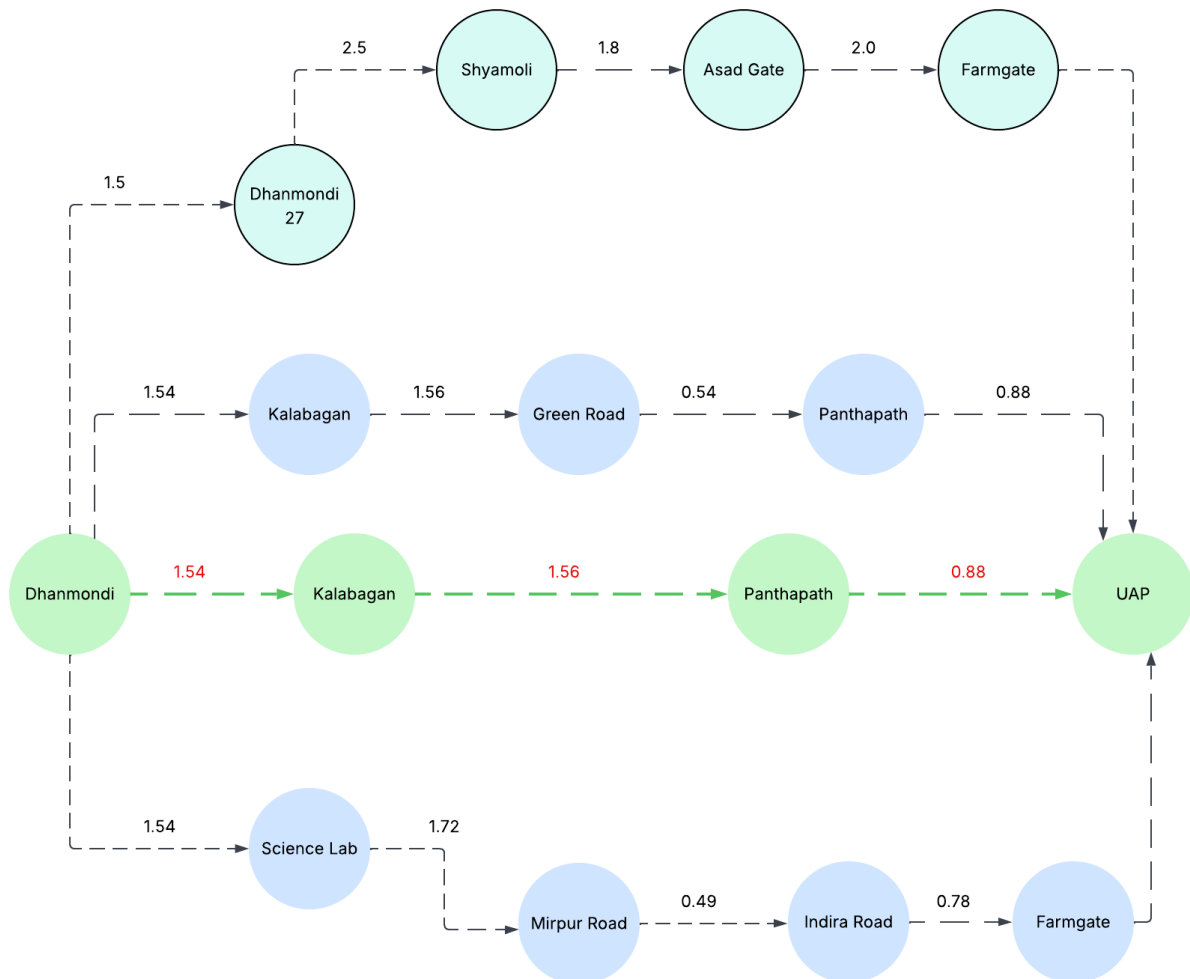 2.5
1.8
2.0
Shyamoli
Asad Gate
Farmgate
1.5
Dhanmondi
27
1.54
1.56
0.54
0.88
Kalabagan
Green Road
Panthapath
1.54
1.56
0.88
Dhanmondi
Kalabagan
Panthapath
UAP
1.54
1.72
Science Lab
0.49
0.78
Mirpur Road
Indira Road
Farmgate